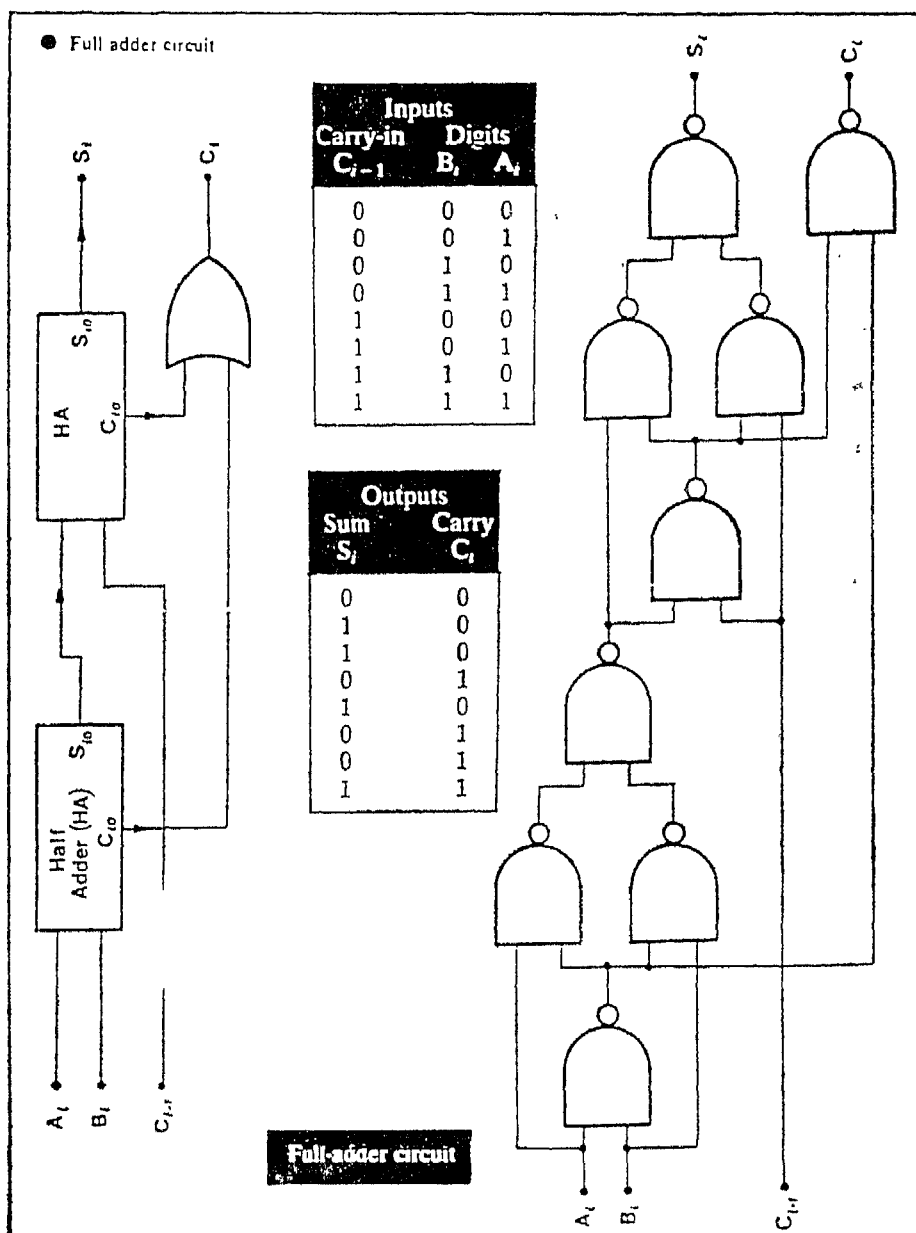 ● Full adder circuit
S_i
C_i
S_io
HA
C_io
S_io
Half
Adder (HA)
C_io
A_i
B_i
C_i-1
Inputs
Carry-in Digits
C_i-1 B_i A_i
0 0 0
0 0 1
0 1 0
0 1 1
1 0 0
1 0 1
1 1 0
1 1 1
Outputs
Sum Carry
S_i C_i
0 0
1 0
1 0
0 1
1 0
0 1
0 1
1 1
Full-adder circuit
S_i
C_i
A_i
B_i
C_i-1